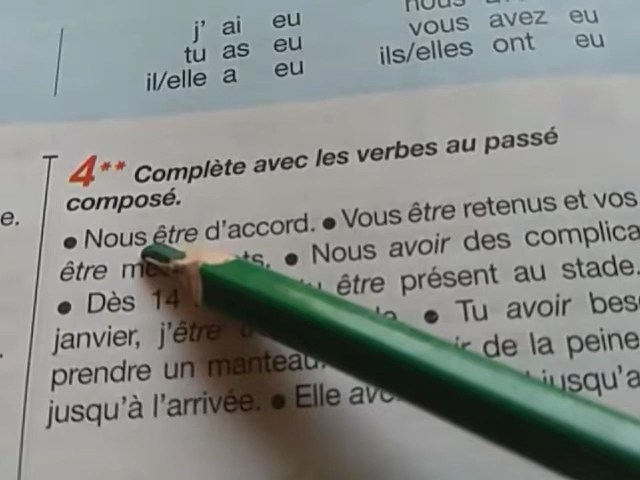 j' ai eu
tu as eu
il/elle a eu
vous avez eu
ils/elles ont eu
4** Complète avec les verbes au passé
composé.
e.
● Nous être d'accord. ● Vous être retenus et vos
être ● Nous avoir des complica
être présent au stade.
● Dès 14 ● Tu avoir bes
janvier, j'être de la peine
prendre un manteau. jusqu'a
jusqu'à l'arrivée. ● Elle